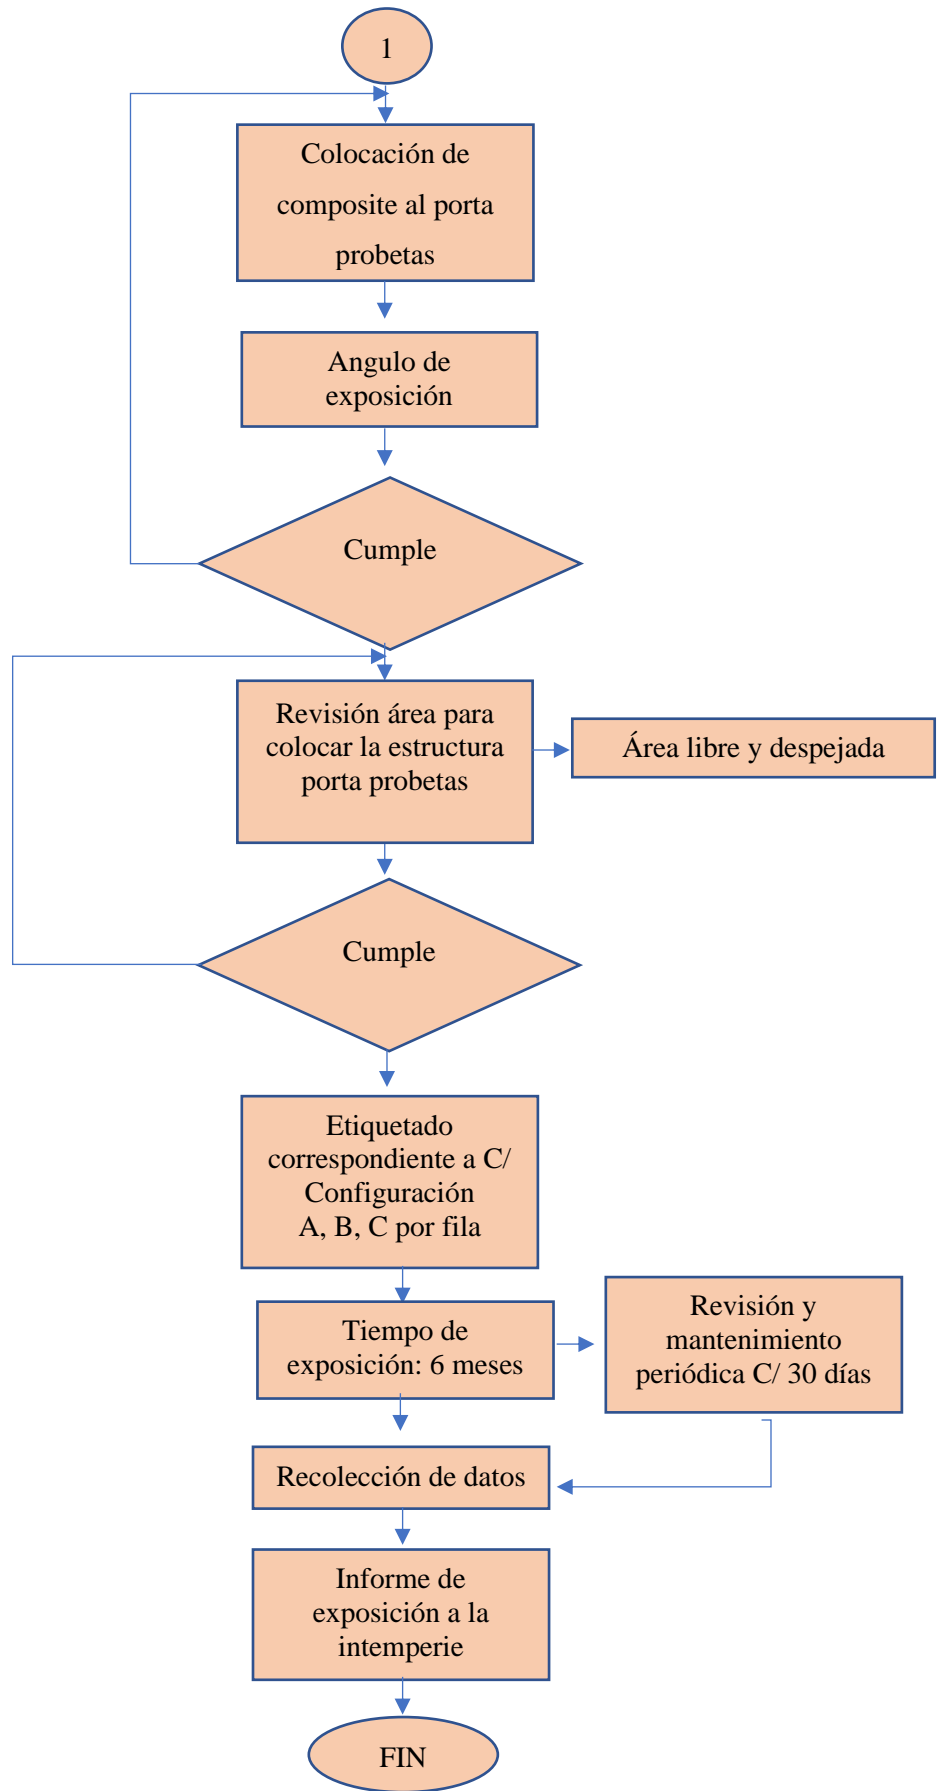 1
Colocación de
composite al porta
probetas
Angulo de
exposición
Cumple
Revisión área para
colocar la estructura
porta probetas
Área libre y despejada
Cumple
Etiquetado
correspondiente a C/
Configuración
A, B, C por fila
Tiempo de
exposición: 6 meses
Revisión y
mantenimiento
periódica C/ 30 días
Recolección de datos
Informe de
exposición a la
intemperie
FIN